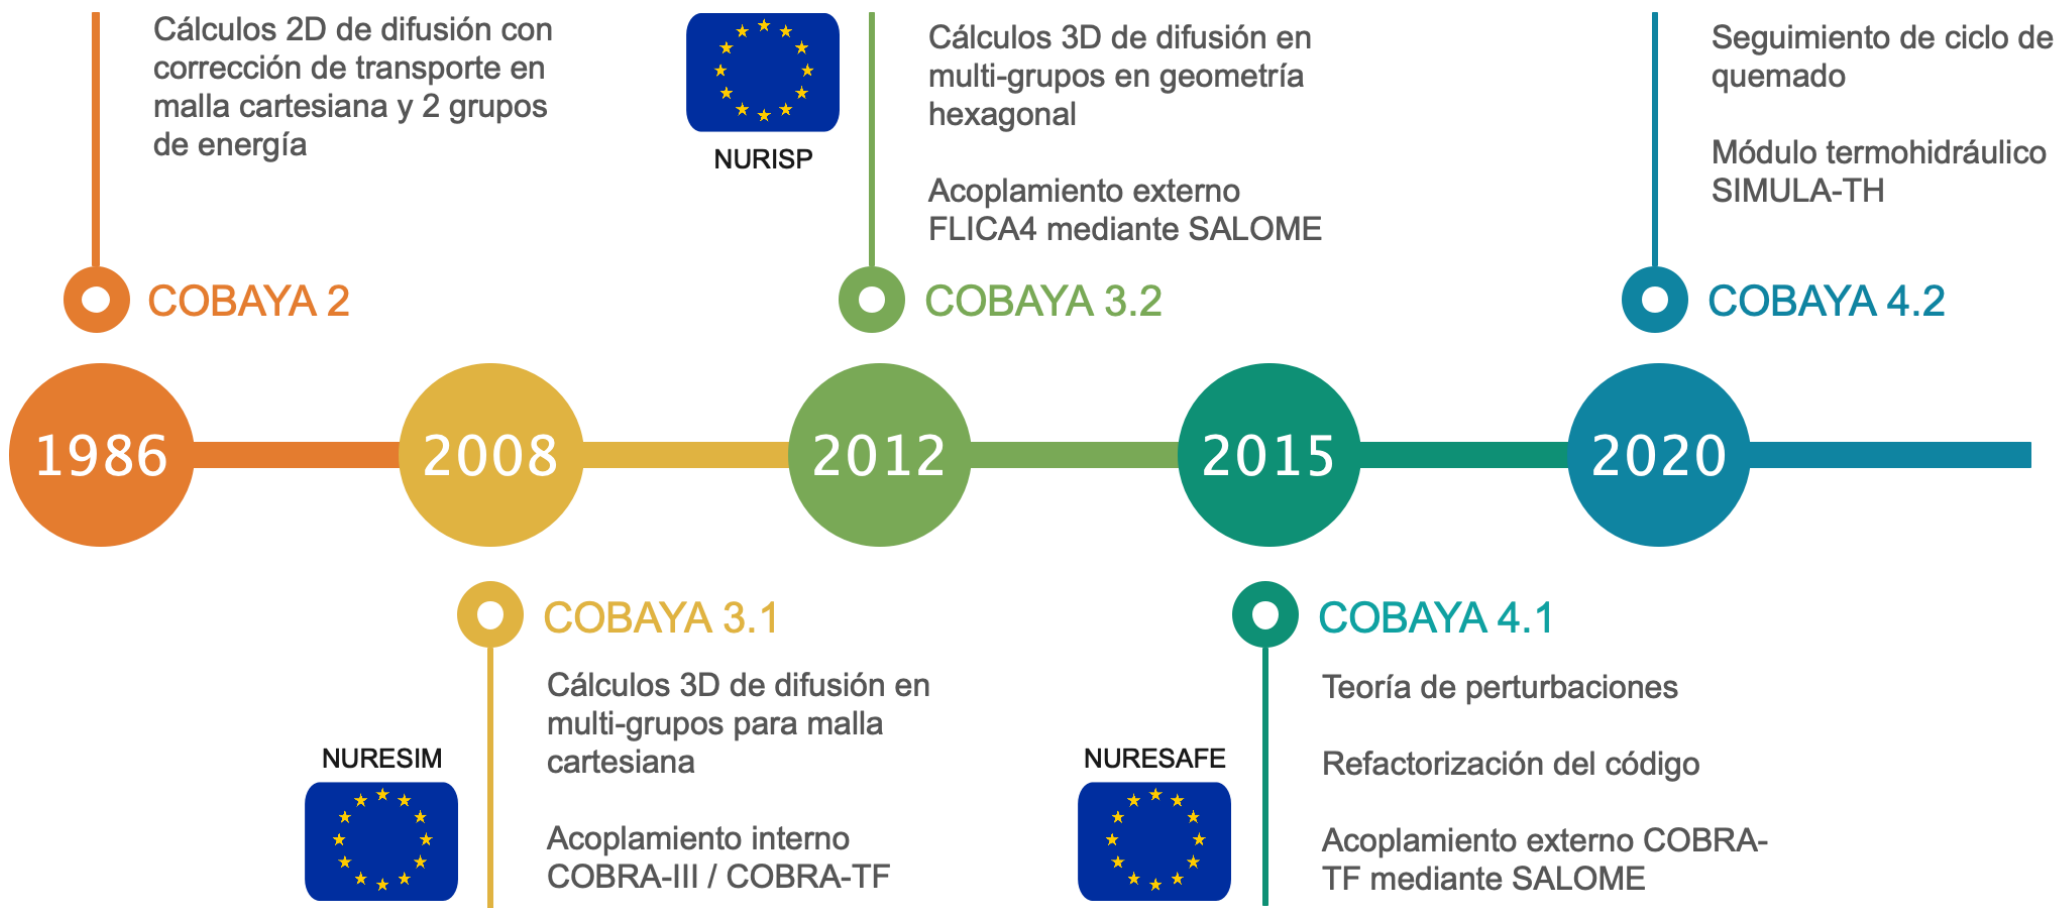 Cálculos 2D de difusión con
corrección de transporte en
malla cartesiana y 2 grupos
de energía
COBAYA 2
NURISP
Cálculos 3D de difusión en
multi-grupos en geometría
hexagonal
Acoplamiento externo
FLICA4 mediante SALOME
COBAYA 3.2
Seguimiento de ciclo de
quemado
Módulo termohidráulico
SIMULA-TH
COBAYA 4.2
1986
2008
2012
2015
2020
COBAYA 3.1
NURESIM
Cálculos 3D de difusión en
multi-grupos para malla
cartesiana
Acoplamiento interno
COBRA-III / COBRA-TF
COBAYA 4.1
NURESAFE
Teoría de perturbaciones
Refactorización del código
Acoplamiento externo COBRA-
TF mediante SALOME